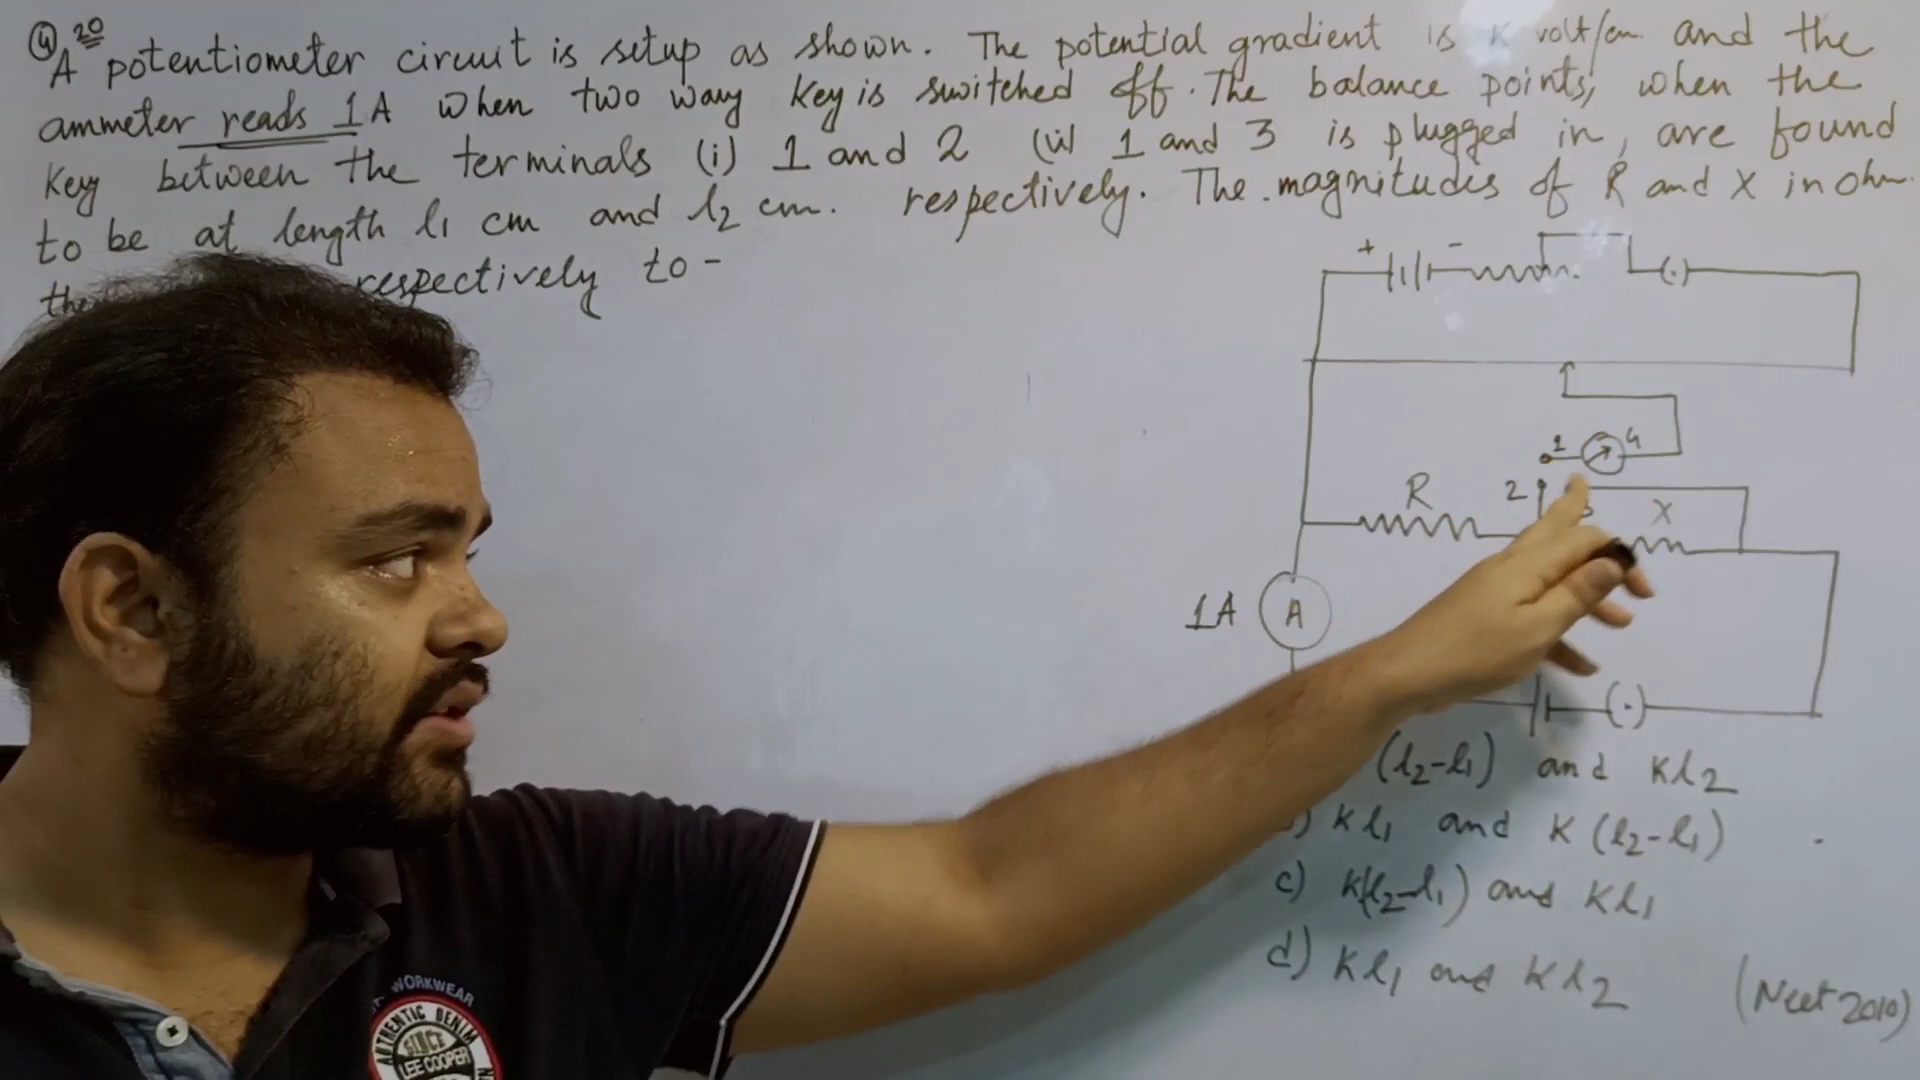 4) 20
A potentiometer circuit is setup as shown. The potential gradient is K volt/cm. and the
ammeter reads 1A when two way key is switched off. The balance points, when the
key between the terminals (i) 1 and 2 (ii) 1 and 3 is plugged in, are found
to be at length l1 cm and l2 cm. respectively. The magnitudes of R and X in ohm.
respectively to -
+ -
(.)
1 G
R 2 3 X
1A A
(.)
(l2-l1) and Kl2
) Kl1 and K(l2-l1)
c) K(l2-l1) and Kl1
d) Kl1 and Kl2 (Neet 2010)
WORKWEAR
AUTHENTIC DENIM
SINCE
LEE COOPER